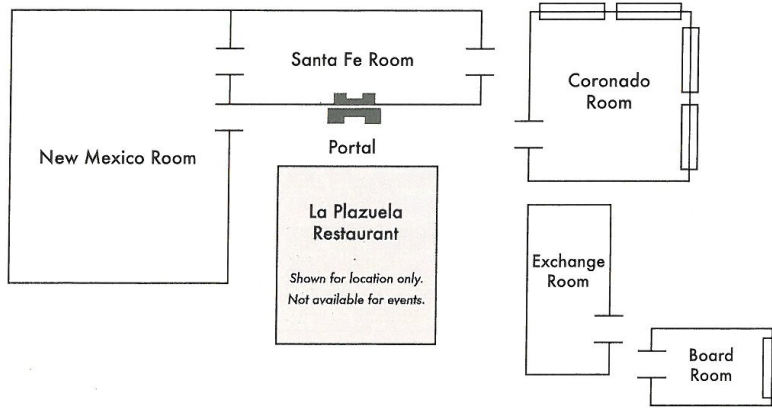 Santa Fe Room
Coronado
Room
New Mexico Room
Portal
La Plazuela
Restaurant
Shown for location only.
Not available for events.
Exchange
Room
Board
Room